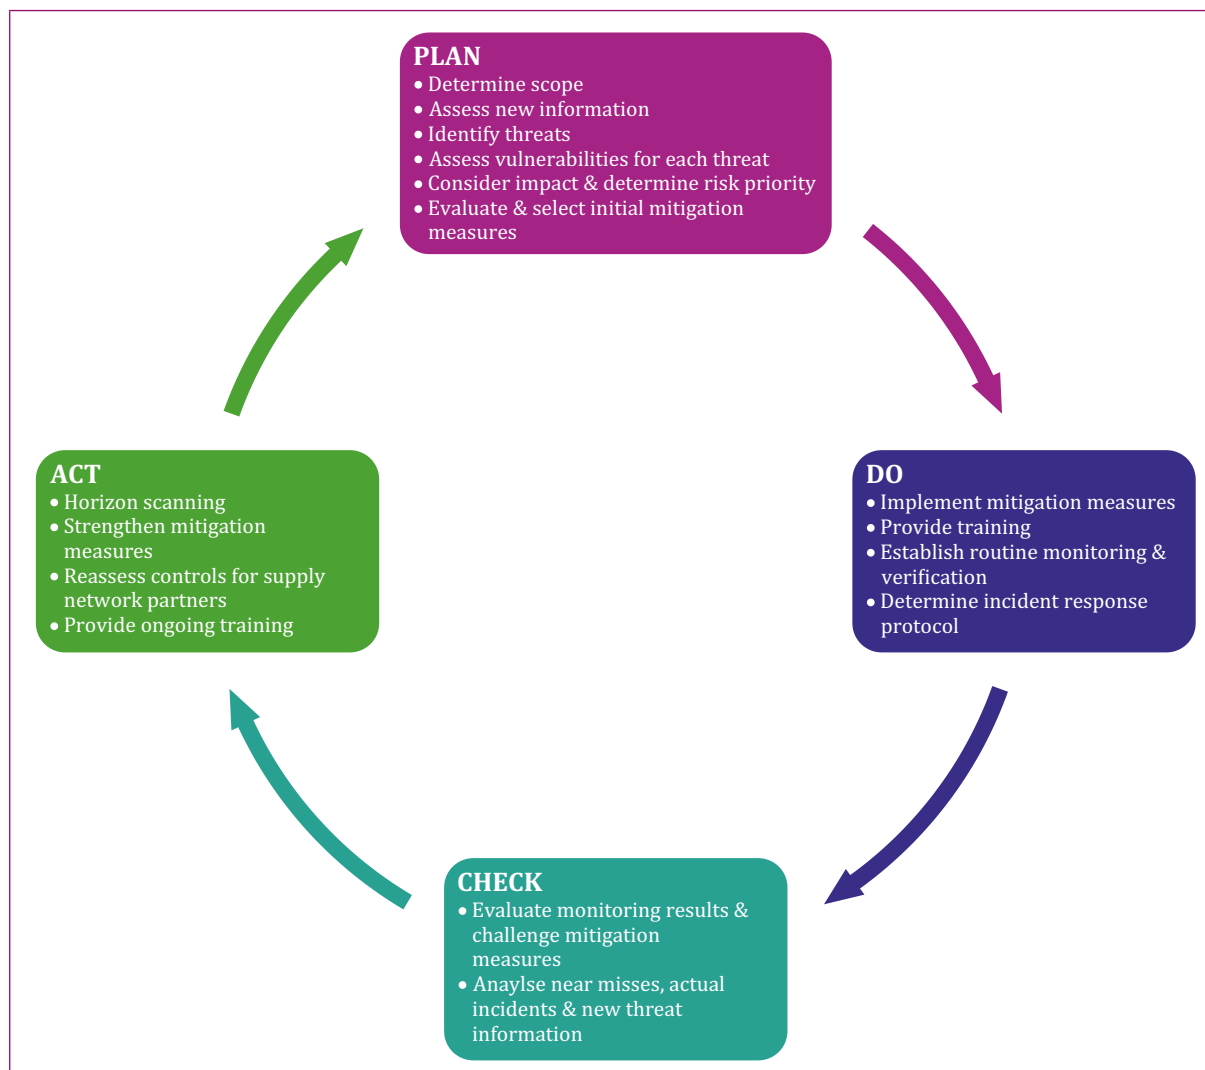 PLAN
• Determine scope
• Assess new information
• Identify threats
• Assess vulnerabilities for each threat
• Consider impact & determine risk priority
• Evaluate & select initial mitigation
measures
DO
• Implement mitigation measures
• Provide training
• Establish routine monitoring &
verification
• Determine incident response
protocol
CHECK
• Evaluate monitoring results &
challenge mitigation
measures
• Anaylse near misses, actual
incidents & new threat
information
ACT
• Horizon scanning
• Strengthen mitigation
measures
• Reassess controls for supply
network partners
• Provide ongoing training